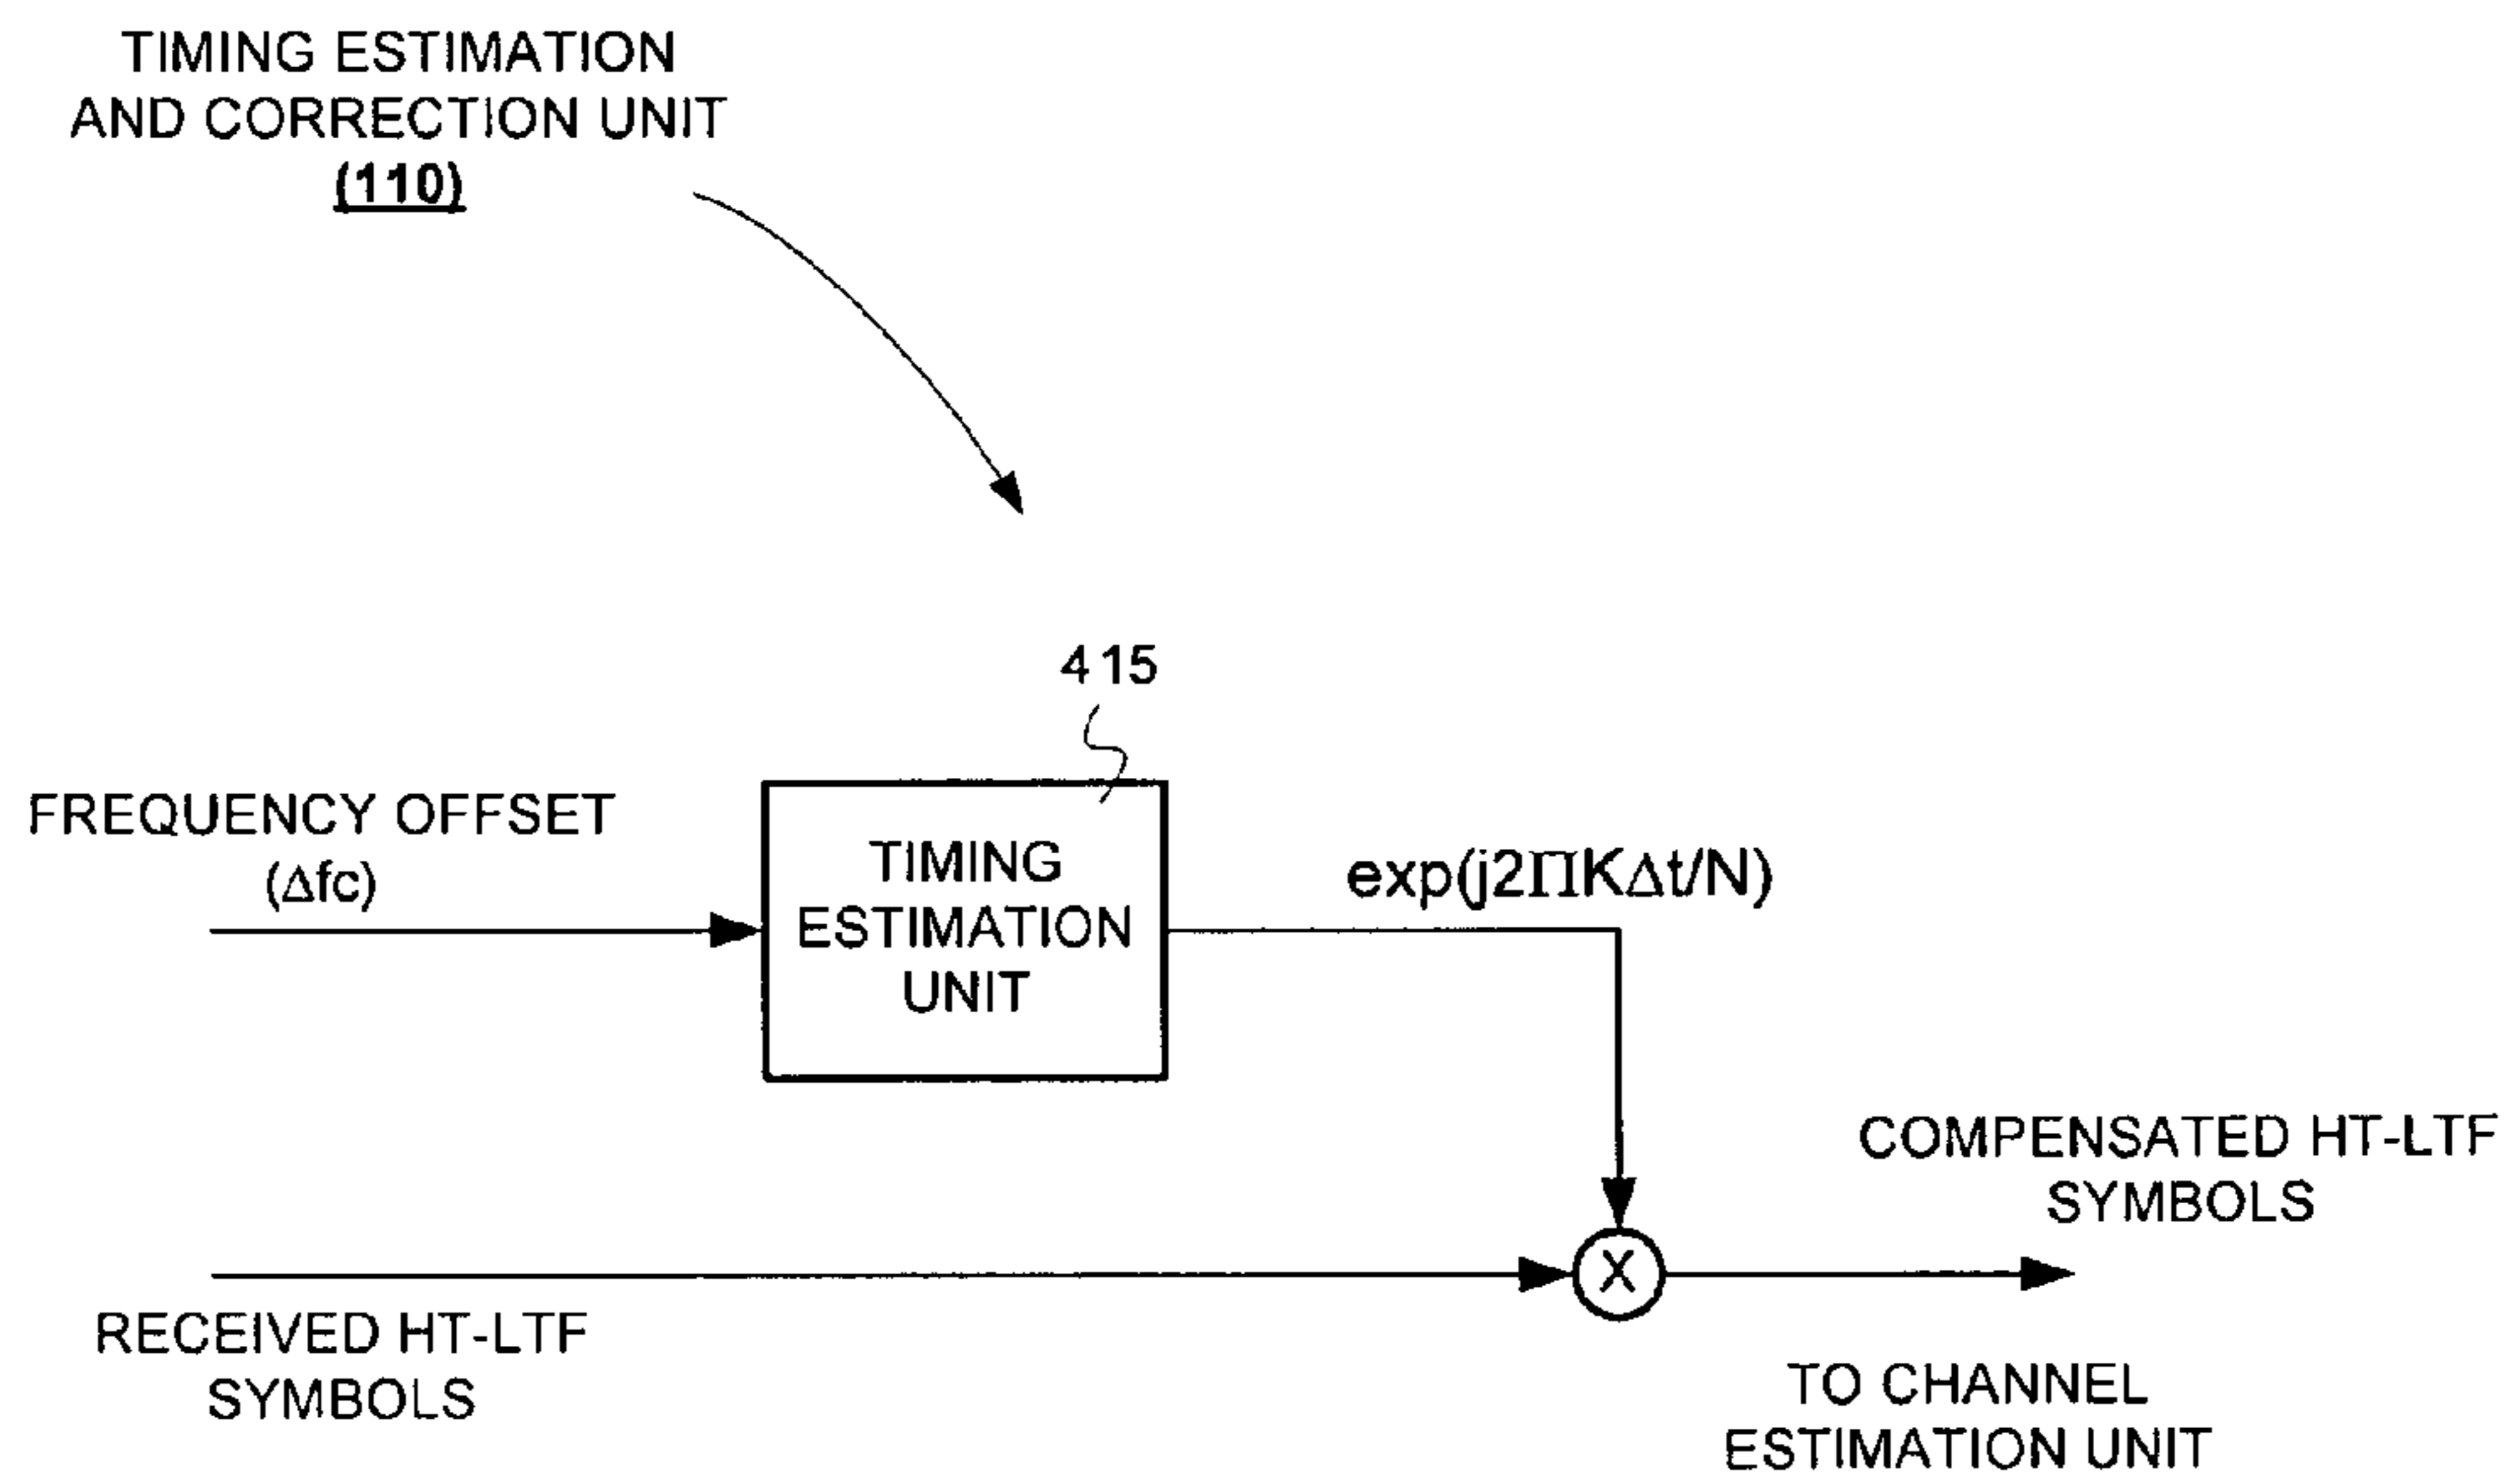 TIMING ESTIMATION
AND CORRECTION UNIT
(110)
415
FREQUENCY OFFSET
(Δfc)
TIMING
ESTIMATION
UNIT
exp(j2ΠKΔt/N)
COMPENSATED HT-LTF
SYMBOLS
X
RECEIVED HT-LTF
SYMBOLS
TO CHANNEL
ESTIMATION UNIT